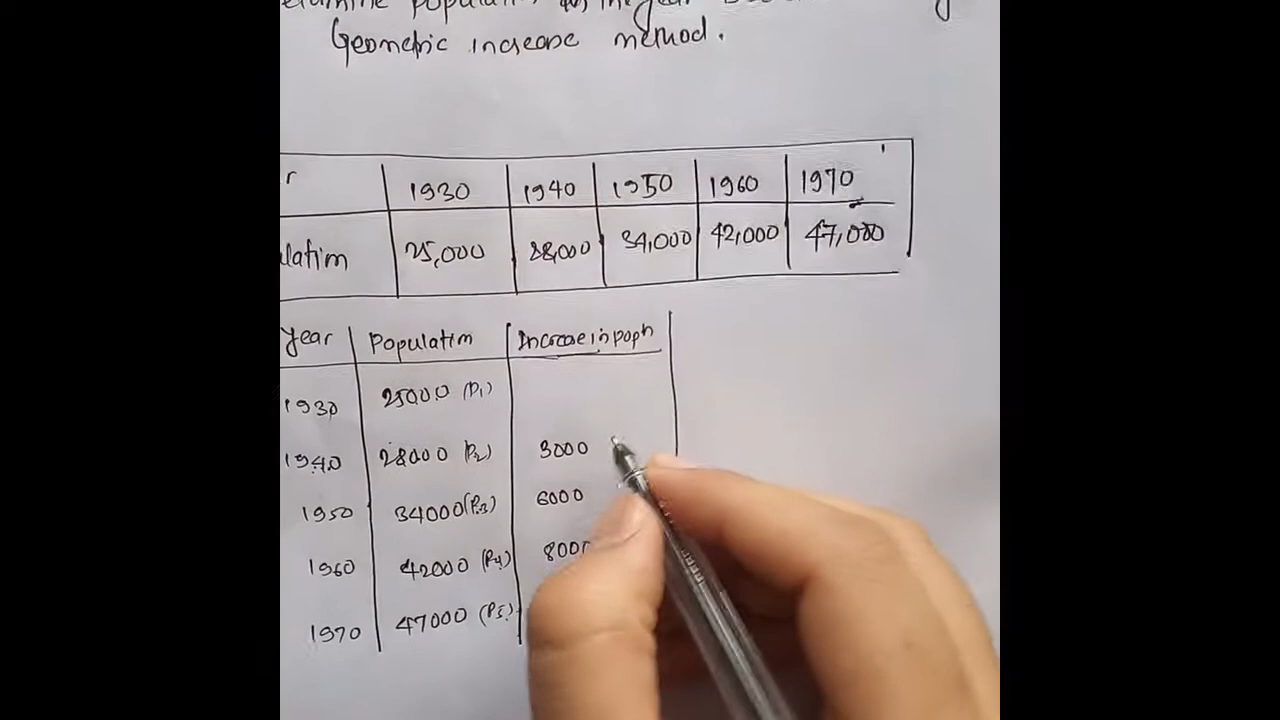 Geometric increase method.
r 1930 1940 1950 1960 1970
latim 25,000 28,000 34,000 42,000 47,000
Year Populatim Increase in popn
1930 25000 (P1)
1940 28000 (P2) 3000
1950 34000 (P3) 6000
1960 42000 (P4) 8000
1970 47000 (P5)